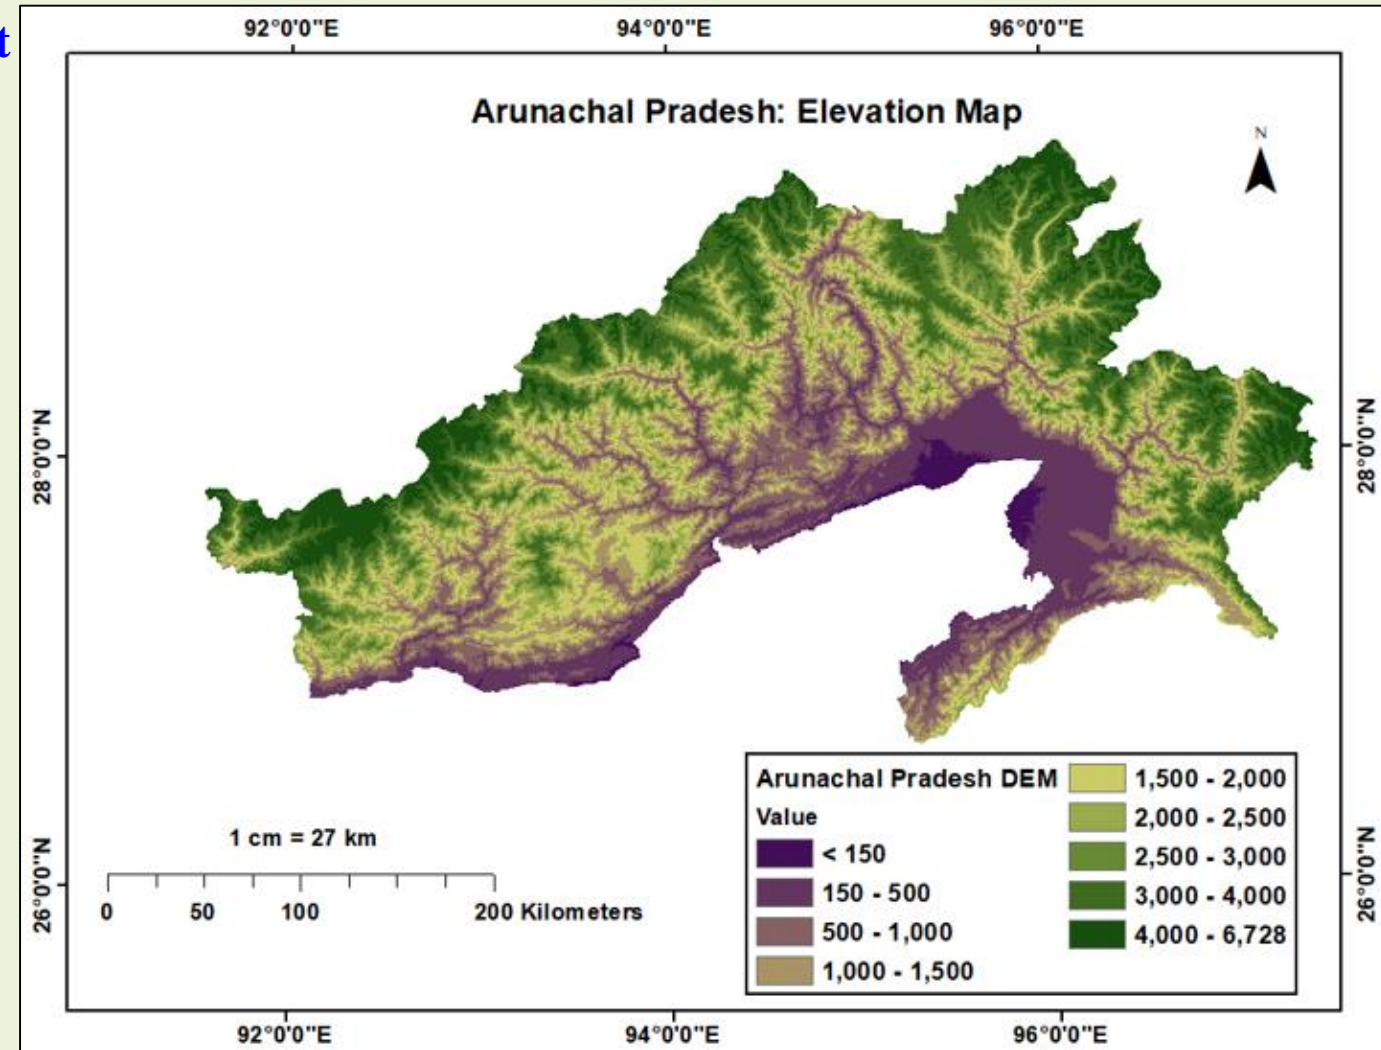 t
92°0'0"E 94°0'0"E 96°0'0"E
Arunachal Pradesh: Elevation Map
N
28°0'0"N 28°0'0"N
1 cm = 27 km
0 50 100 200 Kilometers
Arunachal Pradesh DEM
Value
< 150
150 - 500
500 - 1,000
1,000 - 1,500
1,500 - 2,000
2,000 - 2,500
2,500 - 3,000
3,000 - 4,000
4,000 - 6,728
26°0'0"N 26°0'0"N
92°0'0"E 94°0'0"E 96°0'0"E